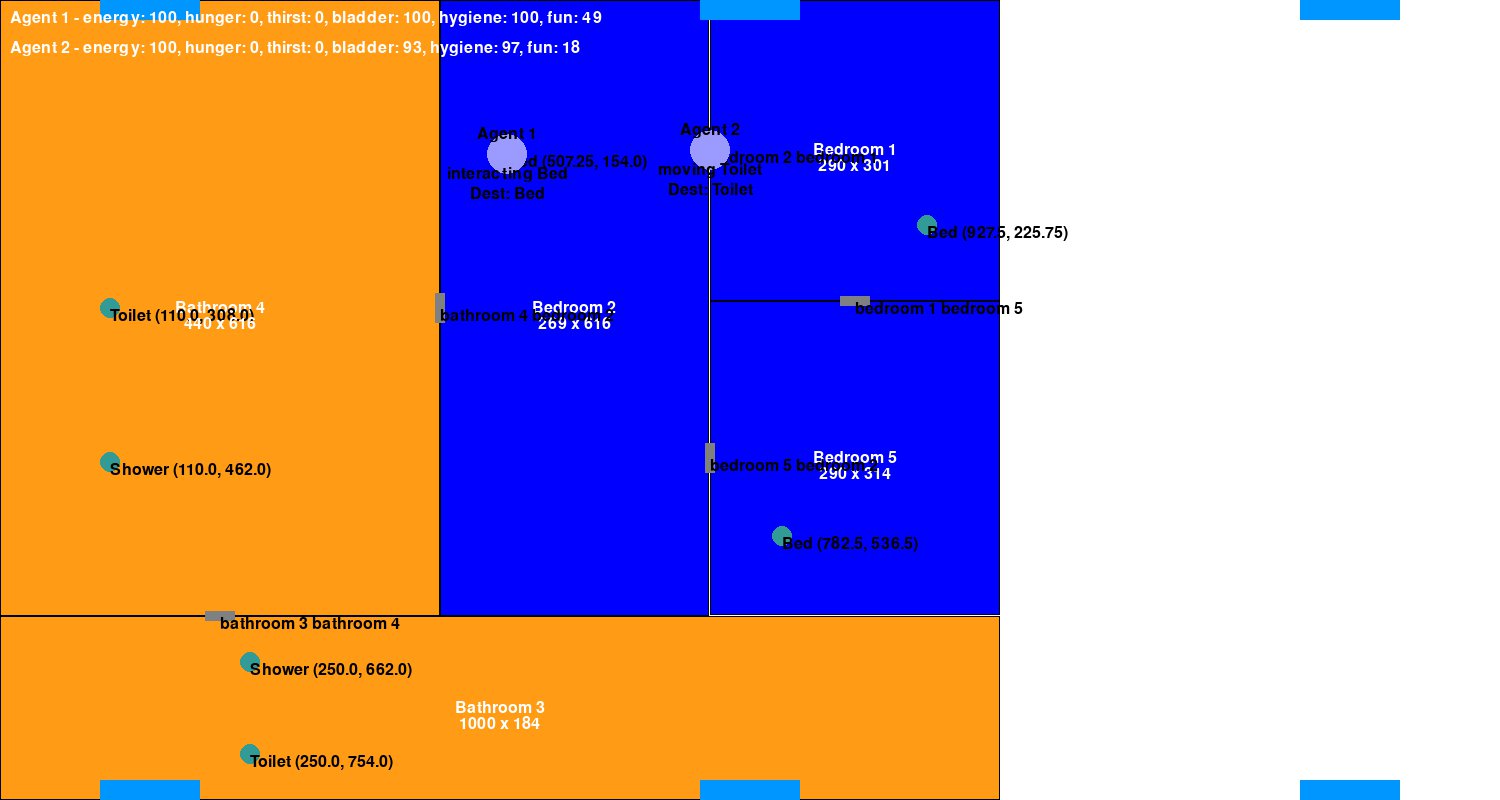 Agent 1 - energy: 100, hunger: 0, thirst: 0, bladder: 100, hygiene: 100, fun: 49
Agent 2 - energy: 100, hunger: 0, thirst: 0, bladder: 93, hygiene: 97, fun: 18
Agent 1
(507.25, 154.0)
interacting Bed
Dest: Bed
Agent 2
bedroom 2
moving Toilet
Dest: Toilet
Bedroom 1
290 x 301
Bed (927.5, 225.75)
Bathroom 4
440 x 616
Toilet (110.0, 308.0)
Bedroom 2
269 x 616
bathroom 4 bedroom 2
bedroom 1 bedroom 5
Shower (110.0, 462.0)
bedroom 5 bedroom 2
Bedroom 5
290 x 314
Bed (782.5, 536.5)
bathroom 3 bathroom 4
Shower (250.0, 662.0)
Bathroom 3
1000 x 184
Toilet (250.0, 754.0)